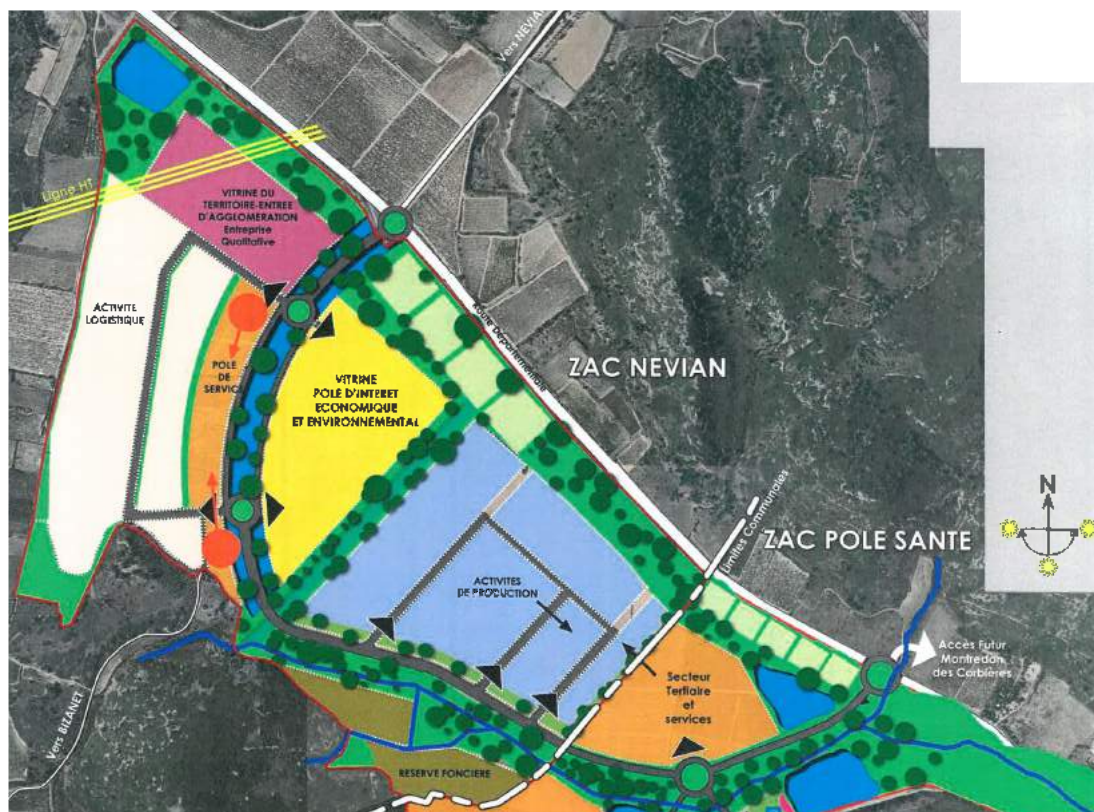 Vers NEVIAN
Ligne HT
VITRINE DU
TERRITOIRE-ENTREE
D'AGGLOMERATION
Entreprise
Qualitative
ACTIVITE
LOGISTIQUE
POLE
DE
SERVICE
VITRINE
POLE D'INTERET
ECONOMIQUE
ET ENVIRONNEMENTAL
Route Départementale
ZAC NEVIAN
Limites Communales
ZAC POLE SANTE
N
ACTIVITES
DE PRODUCTION
Accès Futur
Montredon
des Corbières
Secteur
Tertiaire
et
services
Vers BIZANET
RESERVE FONCIERE